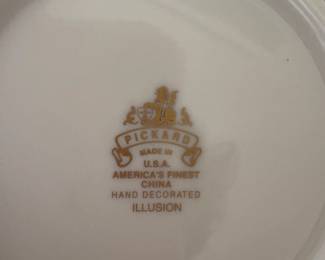 PICKARD
MADE IN
U.S.A.
AMERICA'S FINEST
CHINA
HAND DECORATED
ILLUSION